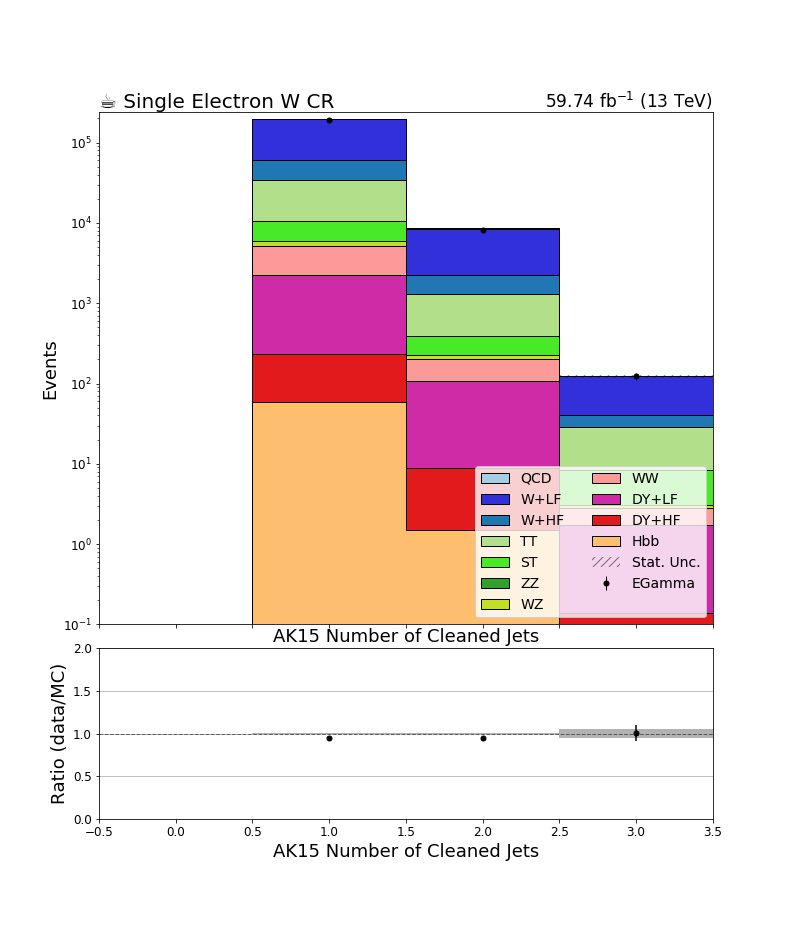 ☕ Single Electron W CR
59.74 fb⁻¹ (13 TeV)
Events
10⁵
10⁴
10³
10²
10¹
10⁰
10⁻¹
QCD
W+LF
W+HF
TT
ST
ZZ
WZ
WW
DY+LF
DY+HF
Hbb
Stat. Unc.
EGamma
AK15 Number of Cleaned Jets
Ratio (data/MC)
2.0
1.5
1.0
0.5
0.0
−0.5 0.0 0.5 1.0 1.5 2.0 2.5 3.0 3.5
AK15 Number of Cleaned Jets